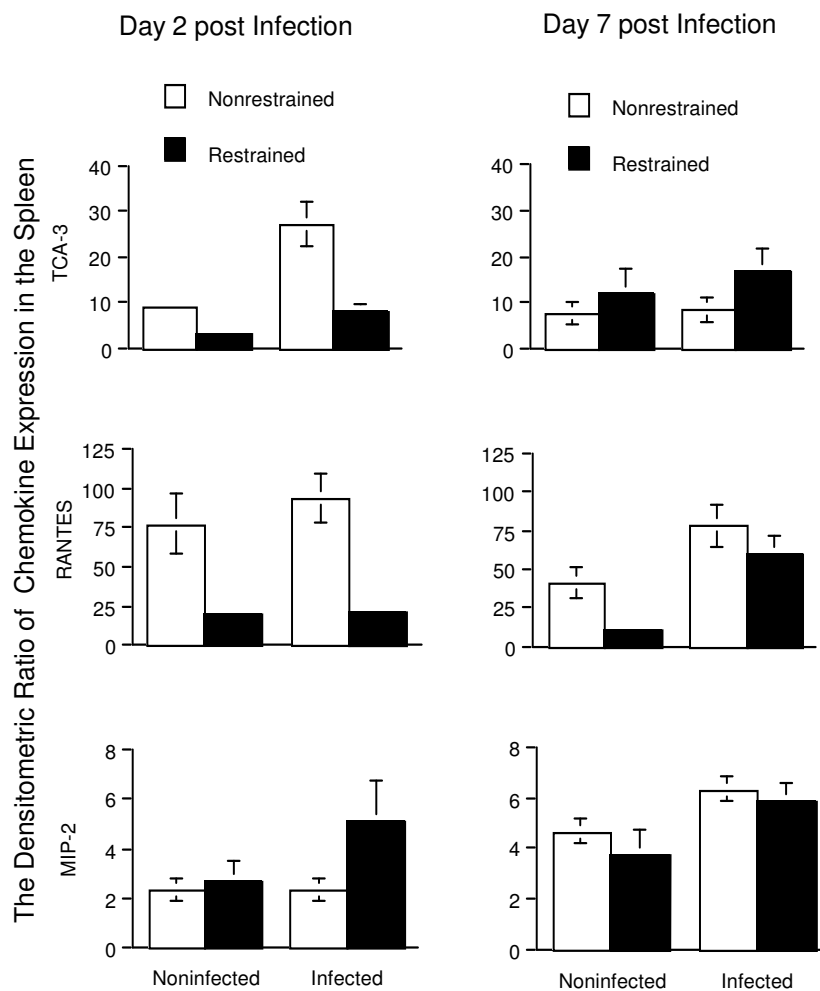 Day 2 post Infection
Day 7 post Infection
The Densitometric Ratio of Chemokine Expression in the Spleen
Nonrestrained
Restrained
TCA-3
40
30
20
10
0
Nonrestrained
Restrained
40
30
20
10
0
RANTES
125
100
75
50
25
0
125
100
75
50
25
0
MIP-2
8
6
4
2
0
Noninfected Infected
8
6
4
2
0
Noninfected Infected